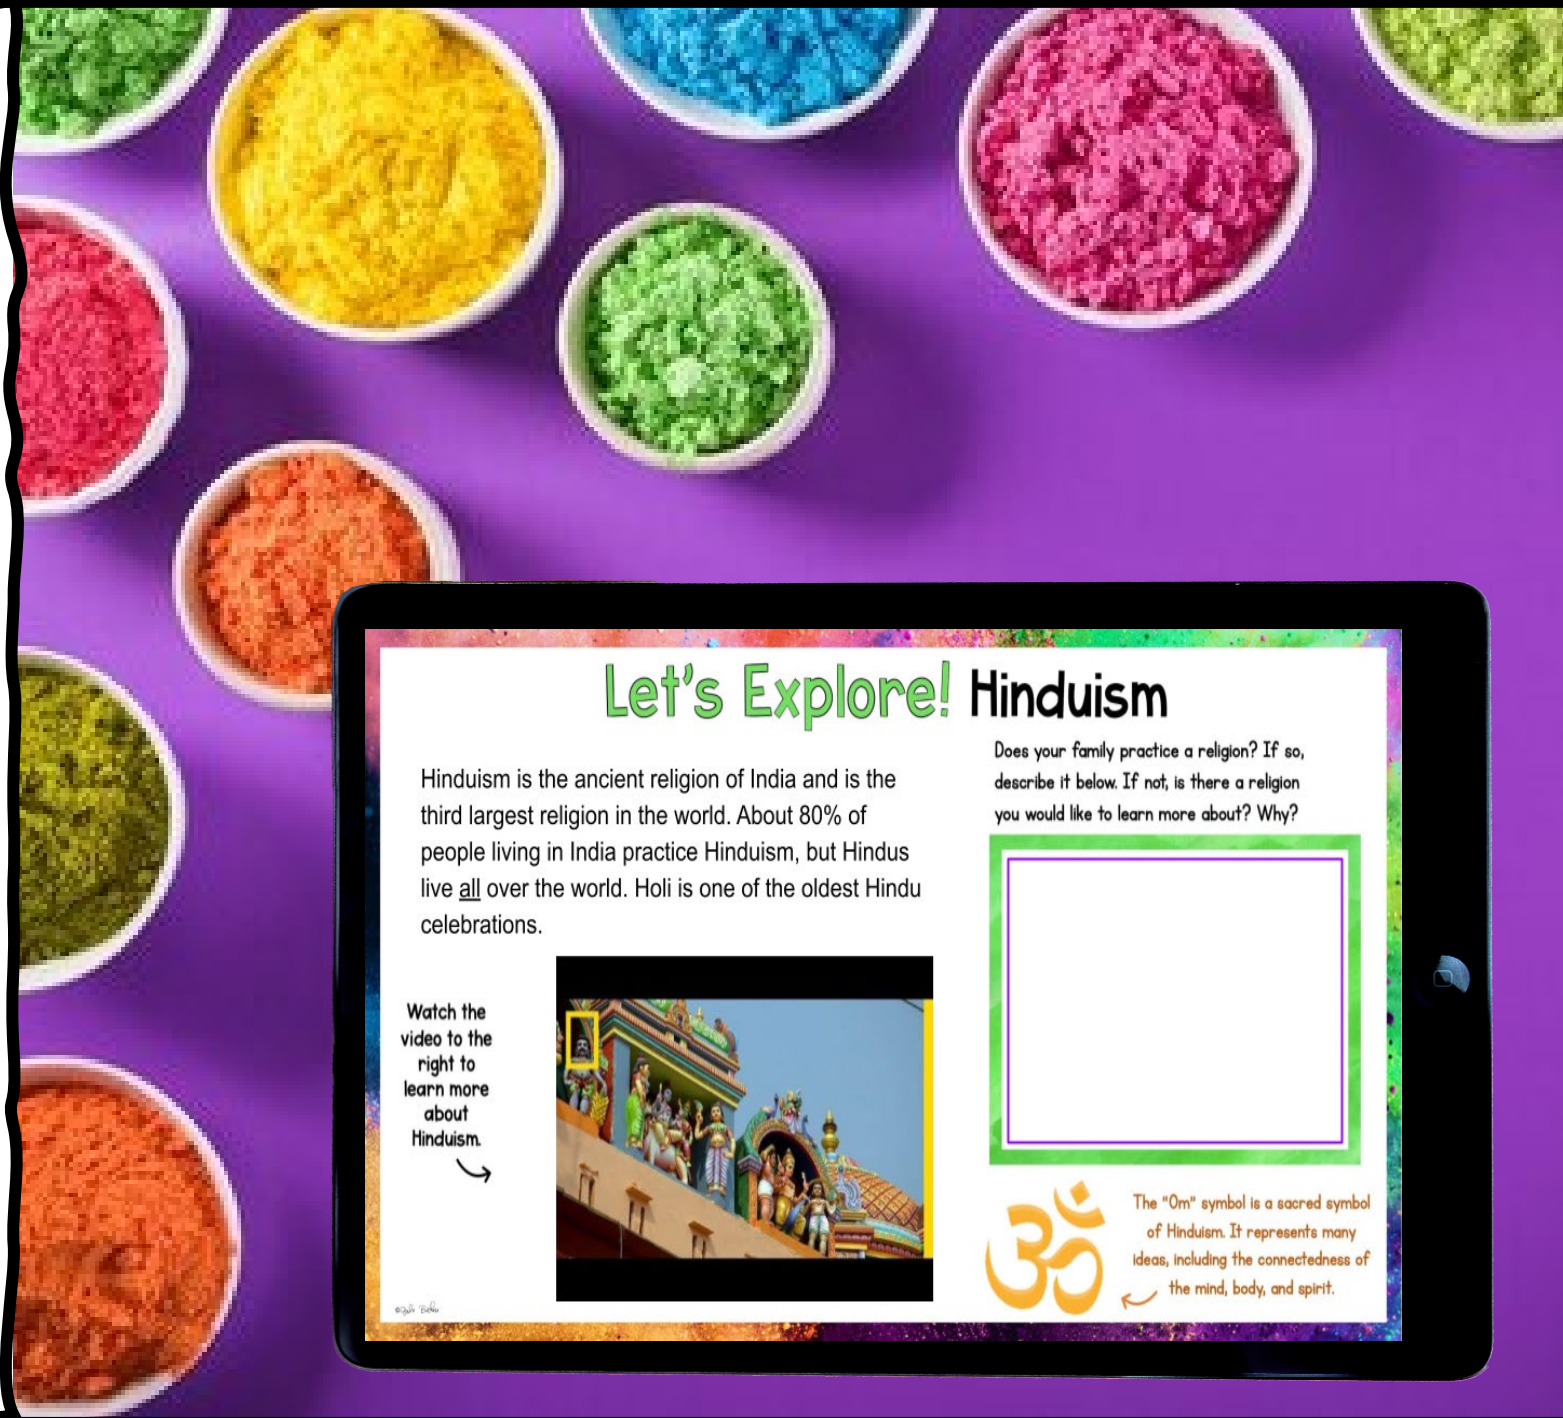 Let's Explore! Hinduism
Hinduism is the ancient religion of India and is the
third largest religion in the world. About 80% of
people living in India practice Hinduism, but Hindus
live all over the world. Holi is one of the oldest Hindu
celebrations.
Watch the
video to the
right to
learn more
about
Hinduism.
Does your family practice a religion? If so,
describe it below. If not, is there a religion
you would like to learn more about? Why?
ॐ
The "Om" symbol is a sacred symbol
of Hinduism. It represents many
ideas, including the connectedness of
the mind, body, and spirit.